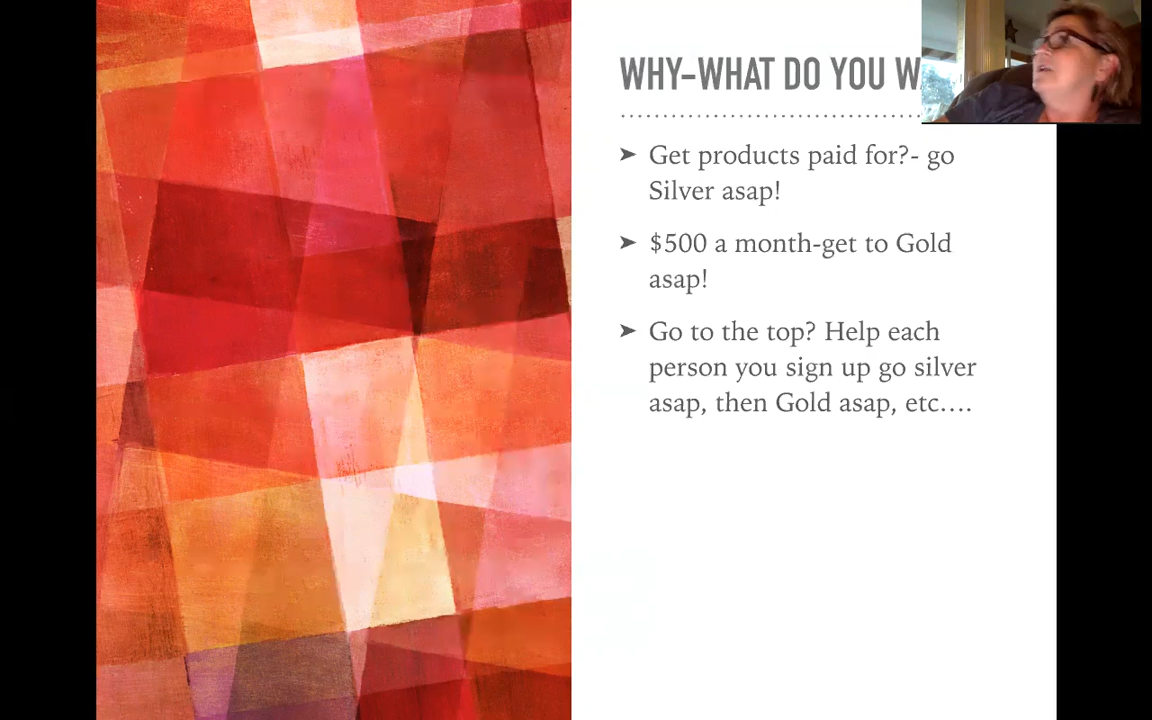 WHY–WHAT DO YOU
➤ Get products paid for?- go
Silver asap!
➤ $500 a month-get to Gold
asap!
➤ Go to the top? Help each
person you sign up go silver
asap, then Gold asap, etc….